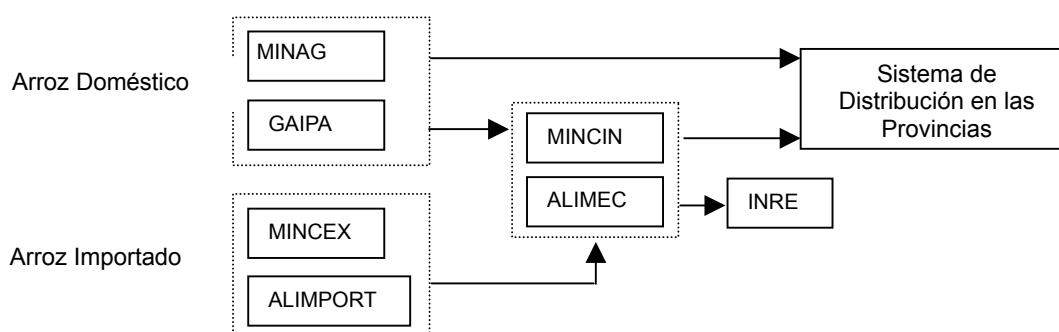 Arroz Doméstico
MINAG
GAIPA
MINCIN
ALIMEC
Sistema de
Distribución en las
Provincias
INRE
Arroz Importado
MINCEX
ALIMPORT